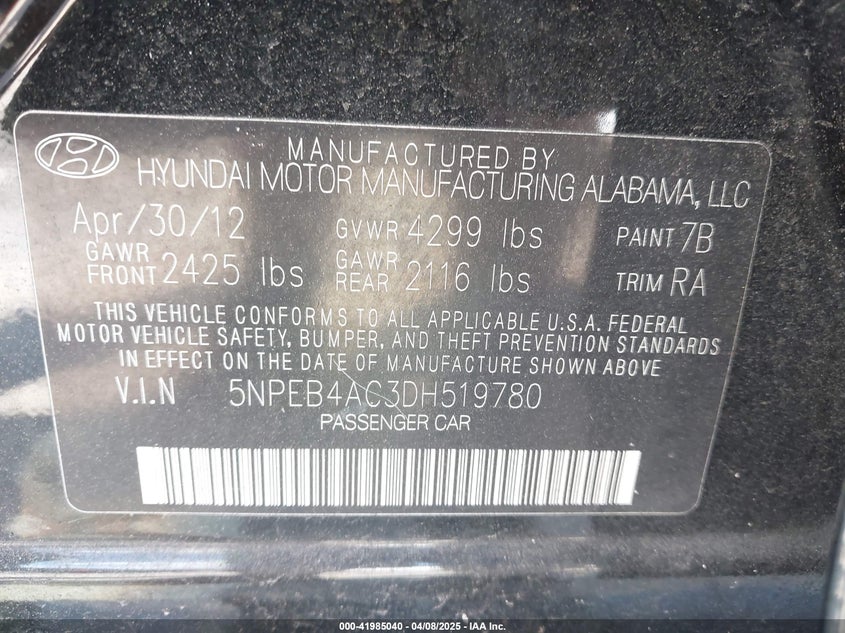 MANUFACTURED BY
HYUNDAI MOTOR MANUFACTURING ALABAMA, LLC
Apr/30/12 GVWR 4299 lbs PAINT 7B
GAWR FRONT 2425 lbs GAWR REAR 2116 lbs TRIM RA
THIS VEHICLE CONFORMS TO ALL APPLICABLE U.S.A. FEDERAL
MOTOR VEHICLE SAFETY, BUMPER, AND THEFT PREVENTION STANDARDS
IN EFFECT ON THE DATE OF MANUFACTURE SHOWN ABOVE
V.I.N 5NPEB4AC3DH519780
PASSENGER CAR
000-41985040 | 04/08/2025 - IAA Inc.